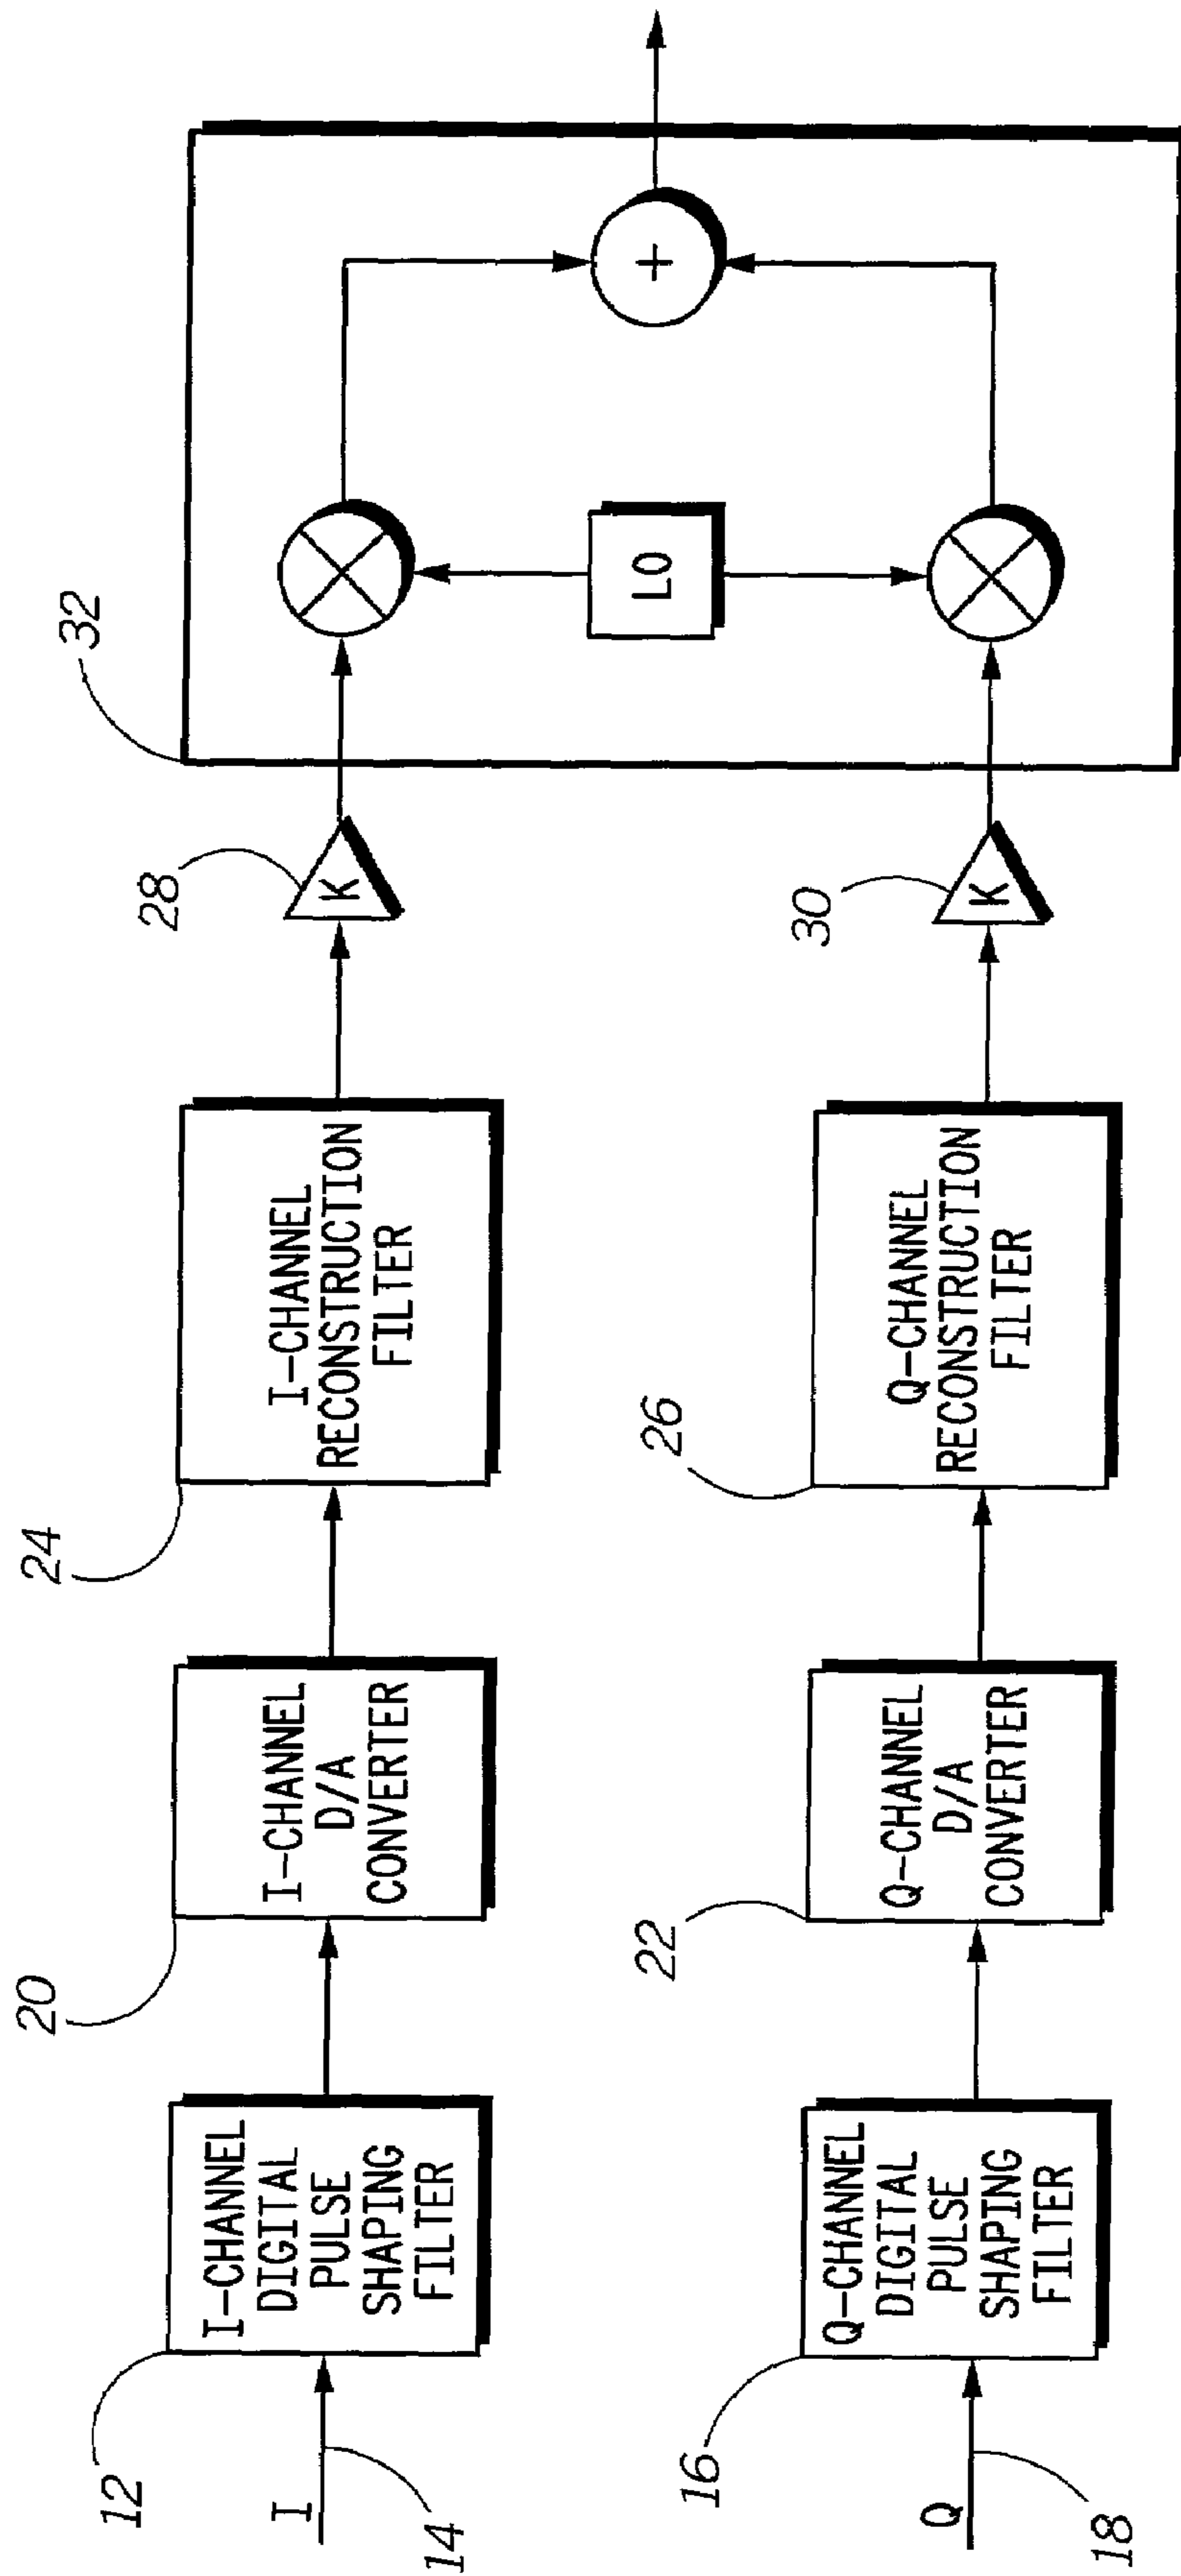 12
I
14
I-CHANNEL
DIGITAL
PULSE
SHAPING
FILTER
20
I-CHANNEL
D/A
CONVERTER
24
I-CHANNEL
RECONSTRUCTION
FILTER
28
K
32
LO
+
16
Q
18
Q-CHANNEL
DIGITAL
PULSE
SHAPING
FILTER
22
Q-CHANNEL
D/A
CONVERTER
26
Q-CHANNEL
RECONSTRUCTION
FILTER
30
K